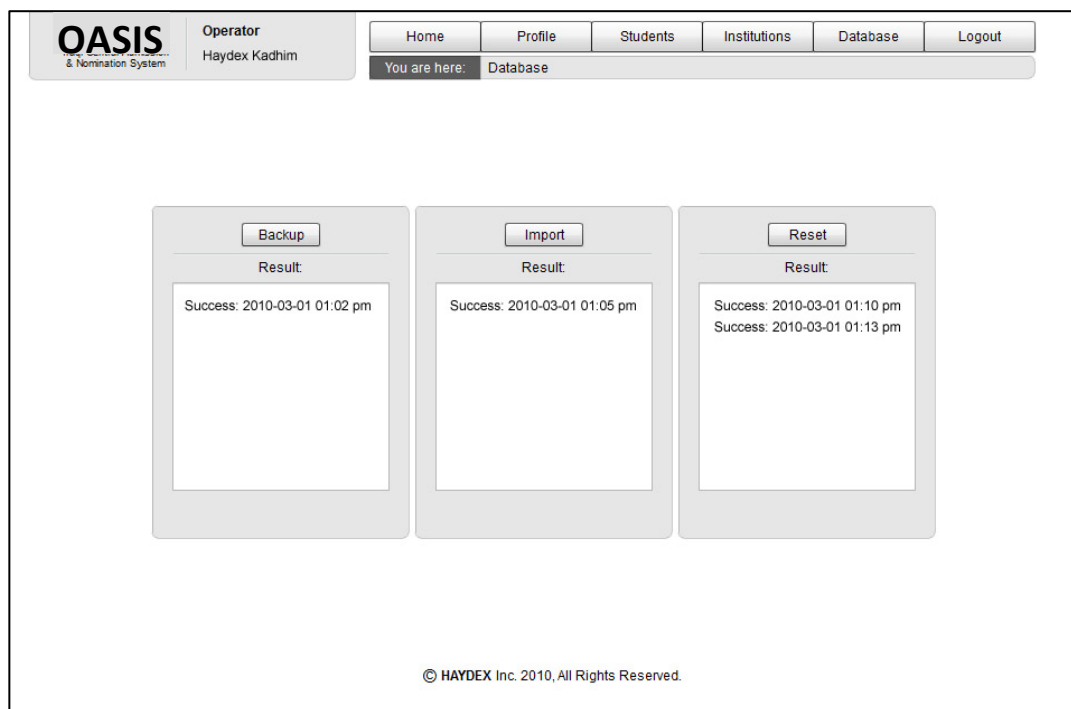 OASIS
& Nomination System
Operator
Haydex Kadhim
Home Profile Students Institutions Database Logout
You are here: Database
Backup
Result:
Success: 2010-03-01 01:02 pm
Import
Result:
Success: 2010-03-01 01:05 pm
Reset
Result:
Success: 2010-03-01 01:10 pm
Success: 2010-03-01 01:13 pm
© HAYDEX Inc. 2010, All Rights Reserved.